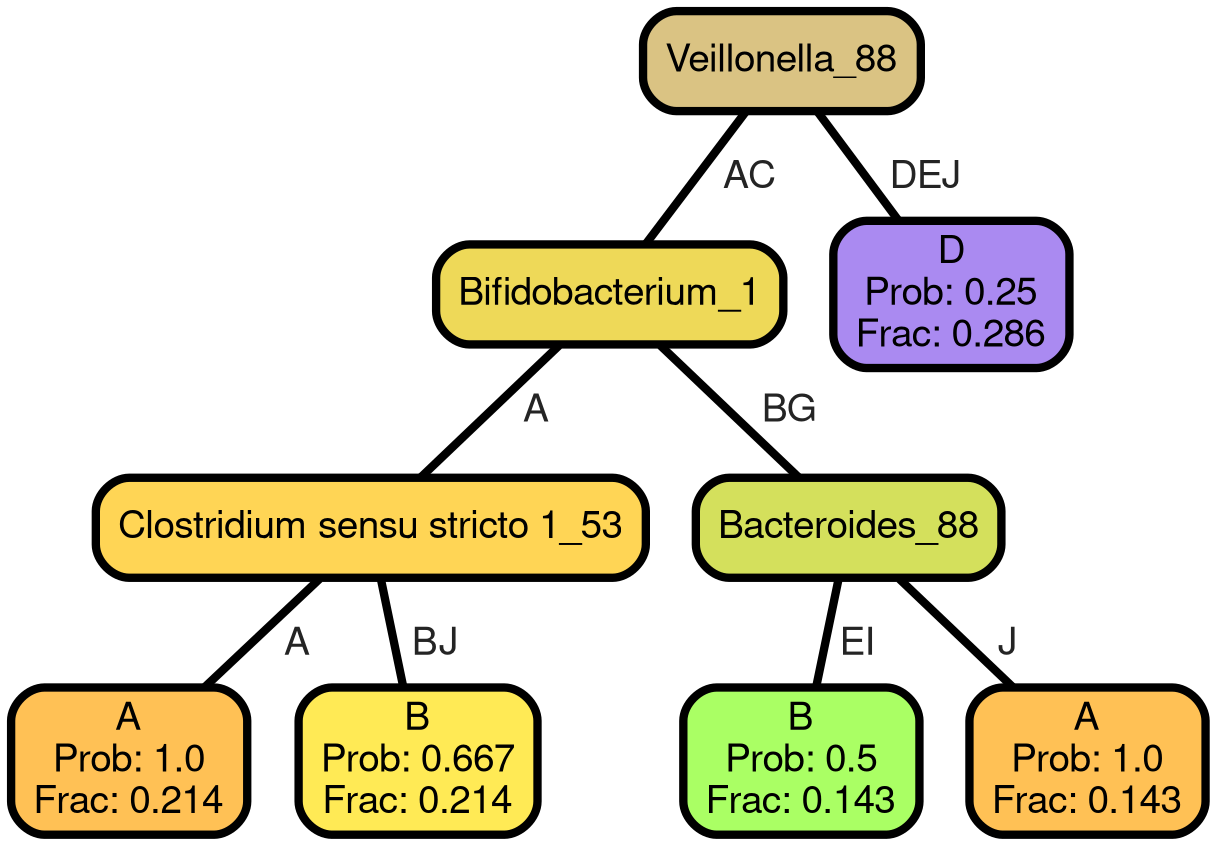 Veillonella_88
AC
DEJ
Bifidobacterium_1
D
Prob: 0.25
Frac: 0.286
A
BG
Clostridium sensu stricto 1_53
Bacteroides_88
A
BJ
EI
J
A
Prob: 1.0
Frac: 0.214
B
Prob: 0.667
Frac: 0.214
B
Prob: 0.5
Frac: 0.143
A
Prob: 1.0
Frac: 0.143